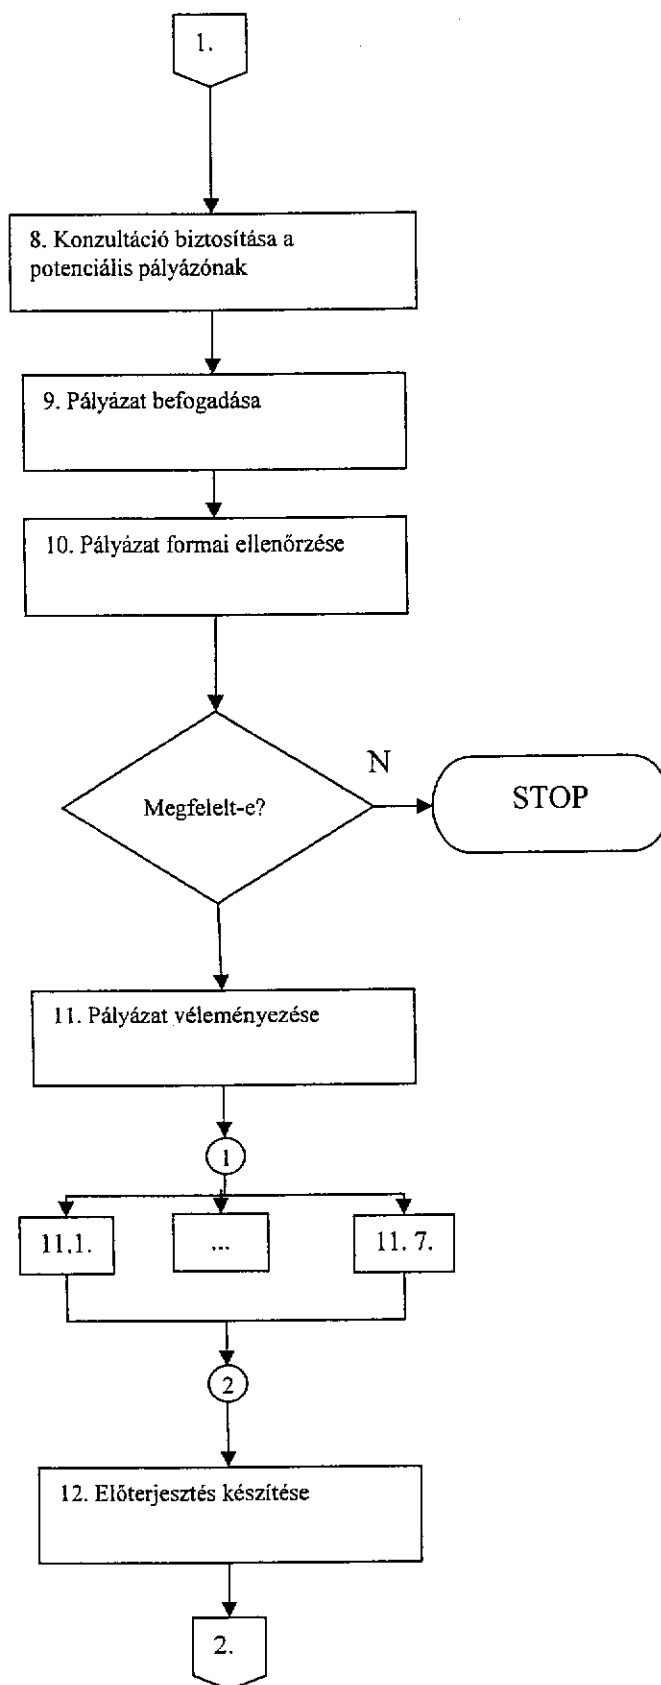 1.
8. Konzultáció biztosítása a
potenciális pályázónak
9. Pályázat befogadása
10. Pályázat formai ellenőrzése
N
Megfelelt-e?
STOP
11. Pályázat véleményezése
1
11.1.
...
11. 7.
2
12. Előterjesztés készítése
2.